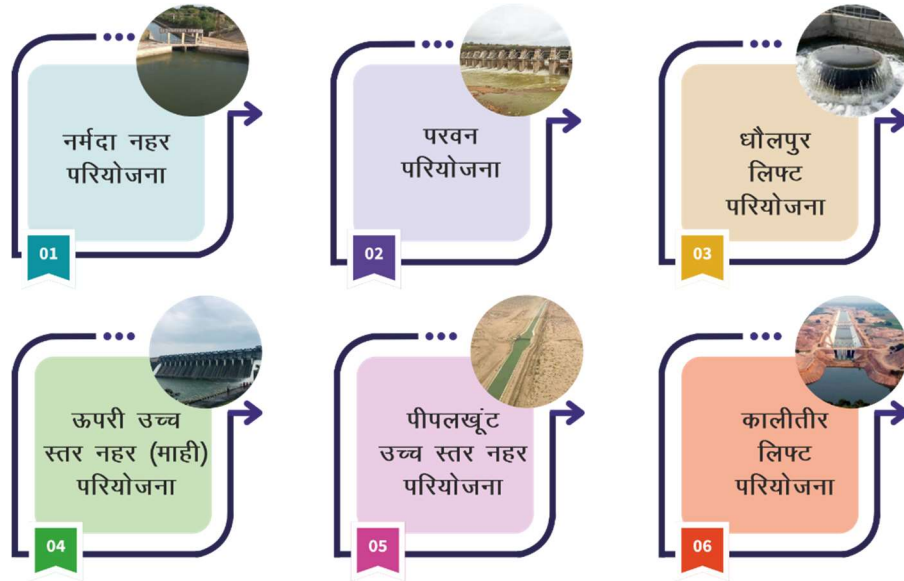 नर्मदा नहर
परियोजना
01
परवन
परियोजना
02
धौलपुर
लिफ्ट
परियोजना
03
ऊपरी उच्च
स्तर नहर (माही)
परियोजना
04
पीपलखूंट
उच्च स्तर नहर
परियोजना
05
कालीतीर
लिफ्ट
परियोजना
06